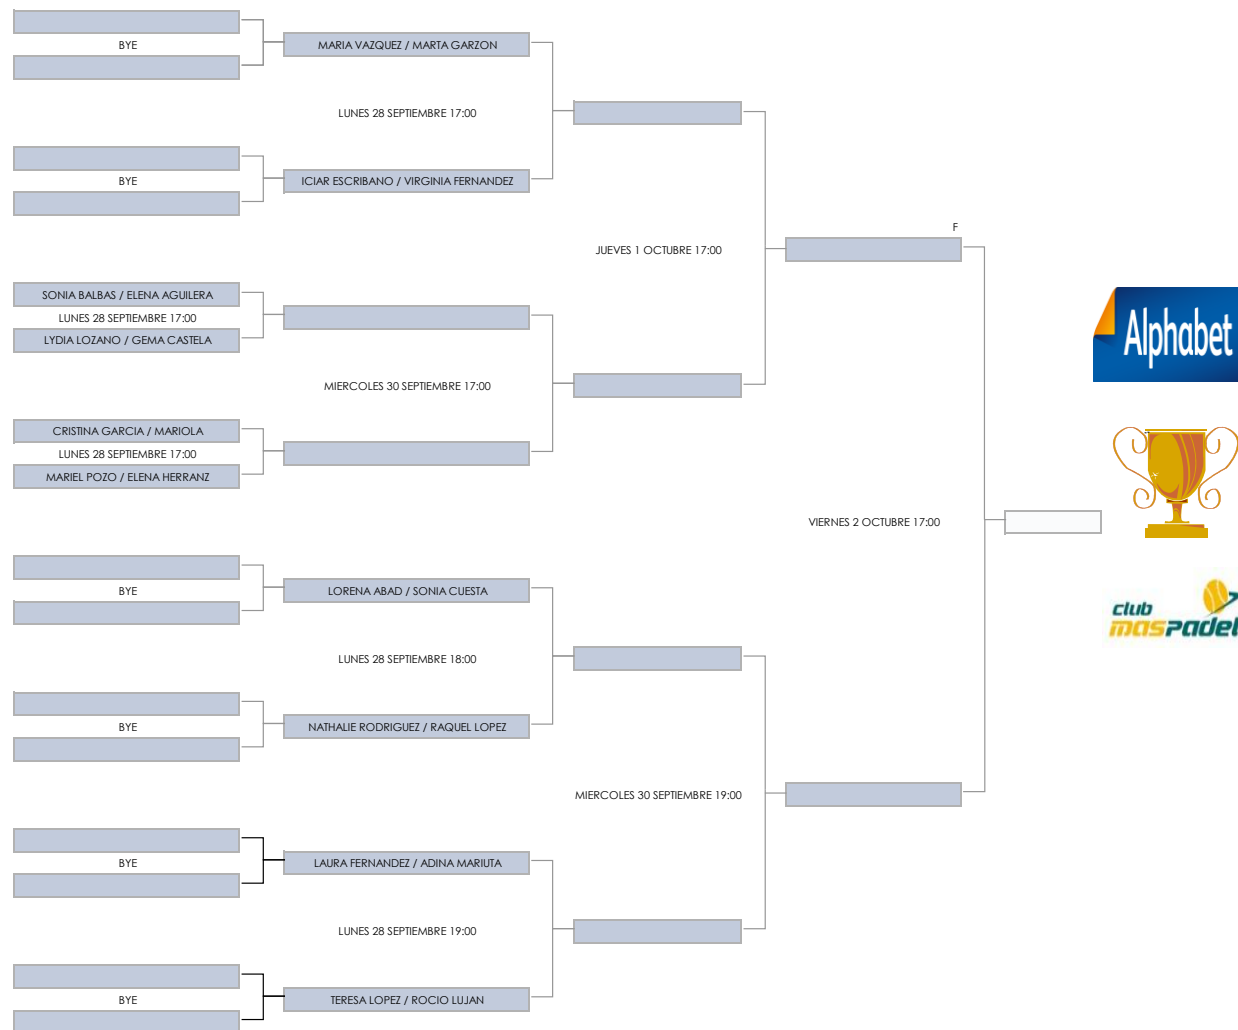 BYE
MARIA VAZQUEZ / MARTA GARZON
LUNES 28 SEPTIEMBRE 17:00
BYE
ICIAR ESCRIBANO / VIRGINIA FERNANDEZ
F
JUEVES 1 OCTUBRE 17:00
SONIA BALBAS / ELENA AGUILERA
LUNES 28 SEPTIEMBRE 17:00
LYDIA LOZANO / GEMA CASTELA
Alphabet
MIERCOLES 30 SEPTIEMBRE 17:00
CRISTINA GARCIA / MARIOLA
LUNES 28 SEPTIEMBRE 17:00
MARIEL POZO / ELENA HERRANZ
VIERNES 2 OCTUBRE 17:00
BYE
LORENA ABAD / SONIA CUESTA
club
maspadel
LUNES 28 SEPTIEMBRE 18:00
BYE
NATHALIE RODRIGUEZ / RAQUEL LOPEZ
MIERCOLES 30 SEPTIEMBRE 19:00
BYE
LAURA FERNANDEZ / ADINA MARIUTA
LUNES 28 SEPTIEMBRE 19:00
BYE
TERESA LOPEZ / ROCIO LUJAN